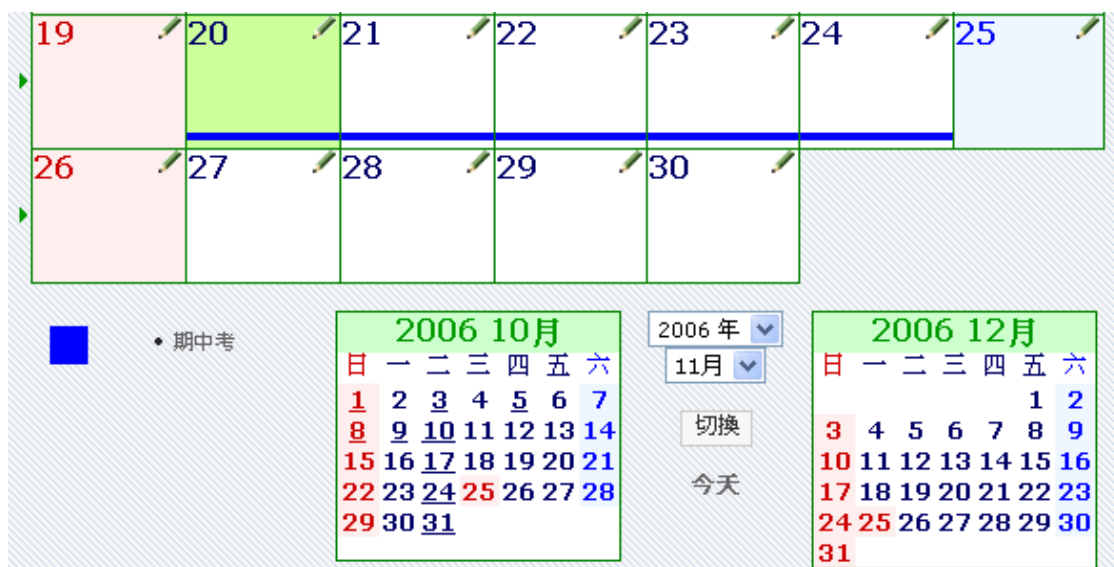 19 20 21 22 23 24 25
26 27 28 29 30
期中考
2006 10月
日 一 二 三 四 五 六
1 2 3 4 5 6 7
8 9 10 11 12 13 14
15 16 17 18 19 20 21
22 23 24 25 26 27 28
29 30 31
2006 年
11月
切換
今天
2006 12月
日 一 二 三 四 五 六
1 2
3 4 5 6 7 8 9
10 11 12 13 14 15 16
17 18 19 20 21 22 23
24 25 26 27 28 29 30
31